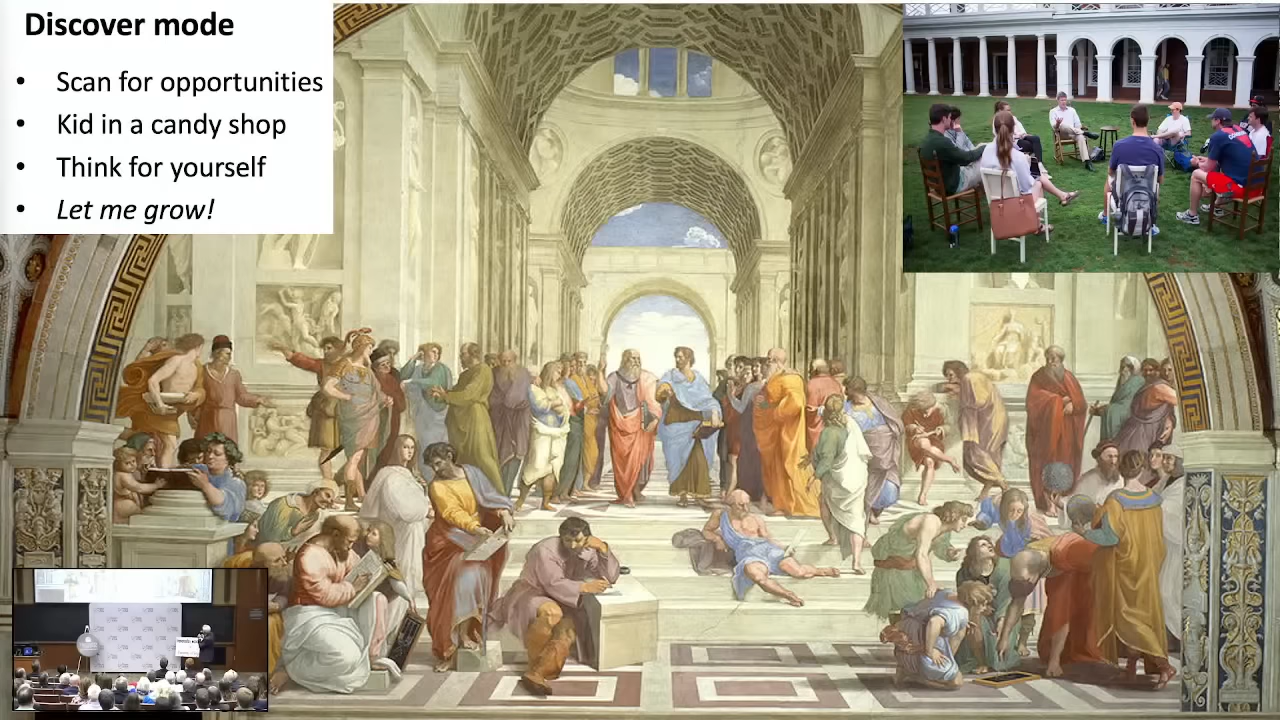 Discover mode
• Scan for opportunities
• Kid in a candy shop
• Think for yourself
• Let me grow!